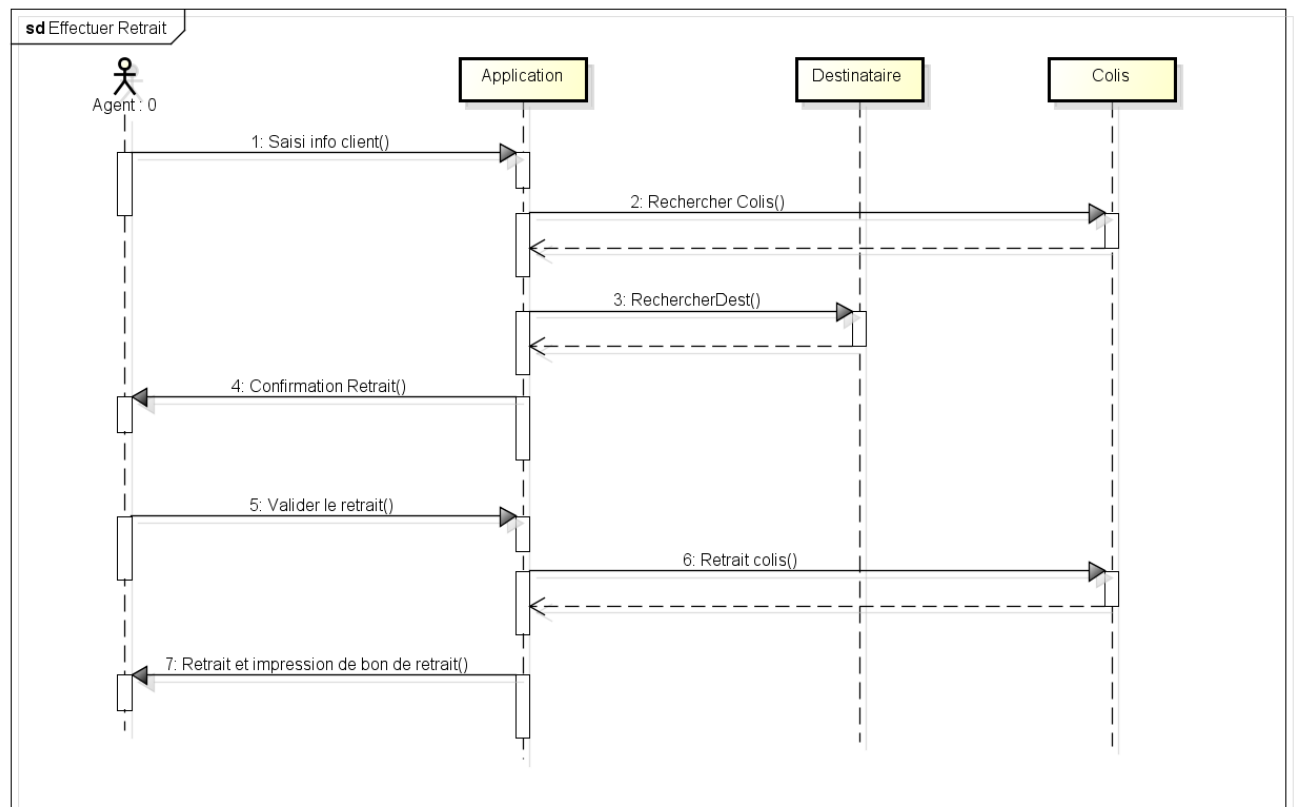 sd Effectuer Retrait
Agent : 0
Application
Destinataire
Colis
1: Saisi info client()
2: Rechercher Colis()
3: RechercherDest()
4: Confirmation Retrait()
5: Valider le retrait()
6: Retrait colis()
7: Retrait et impression de bon de retrait()